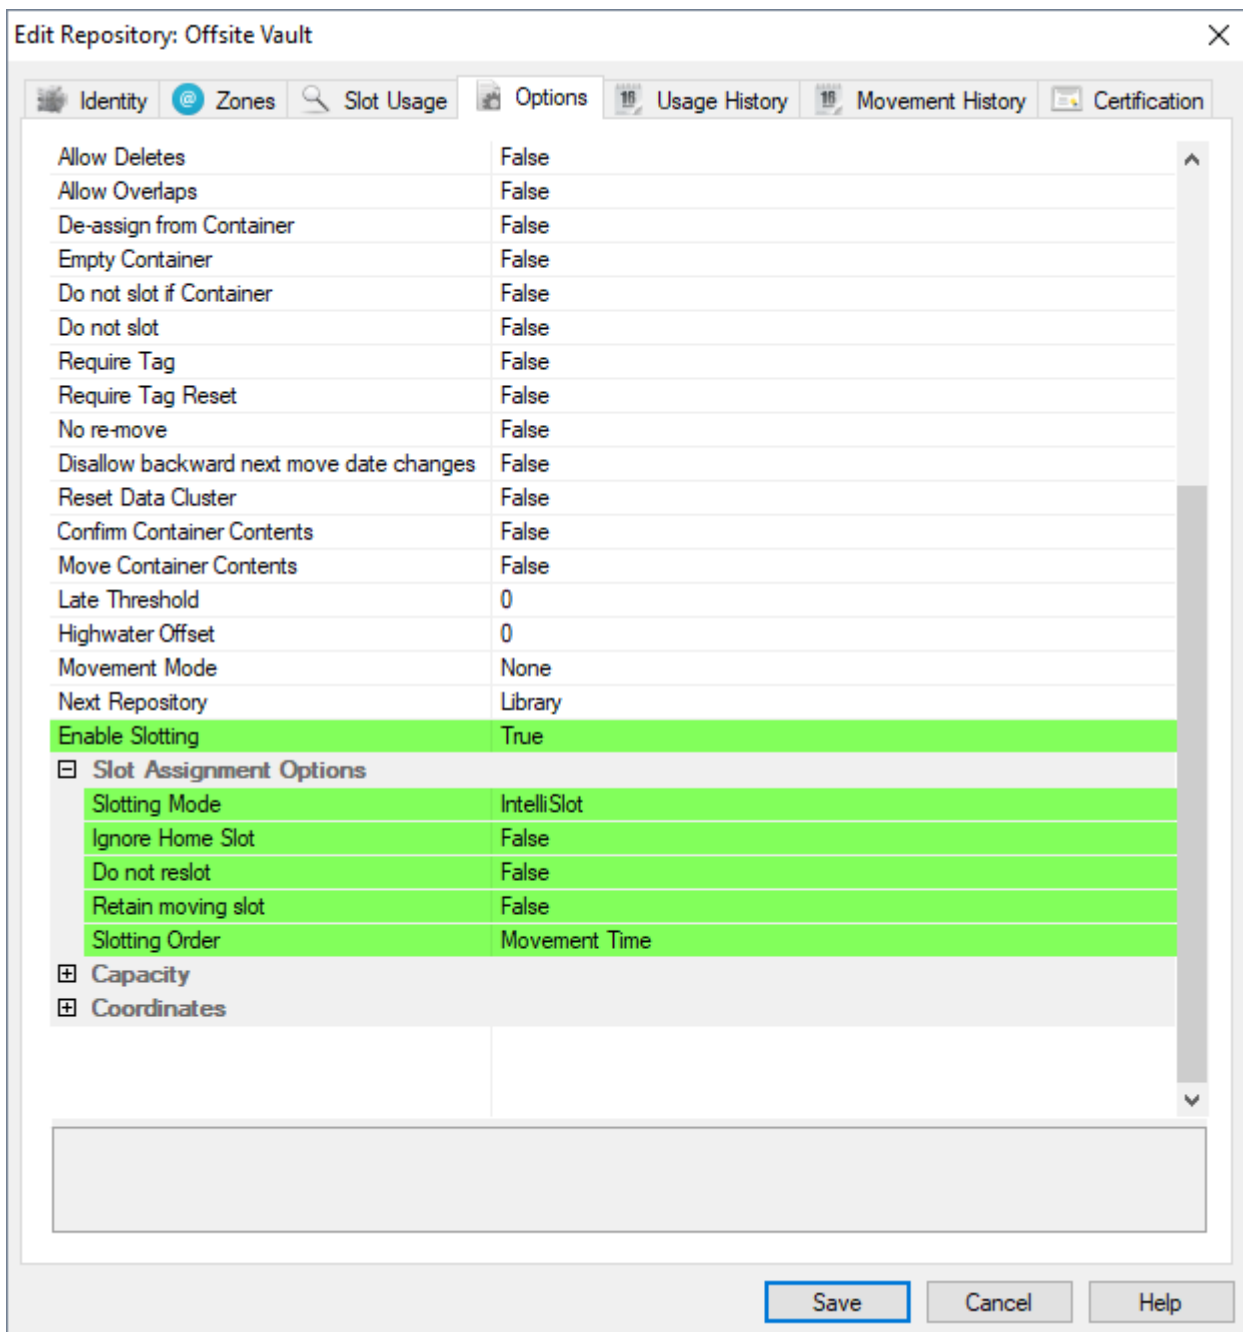 Edit Repository: Offsite Vault
Identity Zones Slot Usage Options Usage History Movement History Certification
Allow Deletes False
Allow Overlaps False
De-assign from Container False
Empty Container False
Do not slot if Container False
Do not slot False
Require Tag False
Require Tag Reset False
No re-move False
Disallow backward next move date changes False
Reset Data Cluster False
Confirm Container Contents False
Move Container Contents False
Late Threshold 0
Highwater Offset 0
Movement Mode None
Next Repository Library
Enable Slotting True
Slot Assignment Options
Slotting Mode IntelliSlot
Ignore Home Slot False
Do not reslot False
Retain moving slot False
Slotting Order Movement Time
Capacity
Coordinates
Save Cancel Help